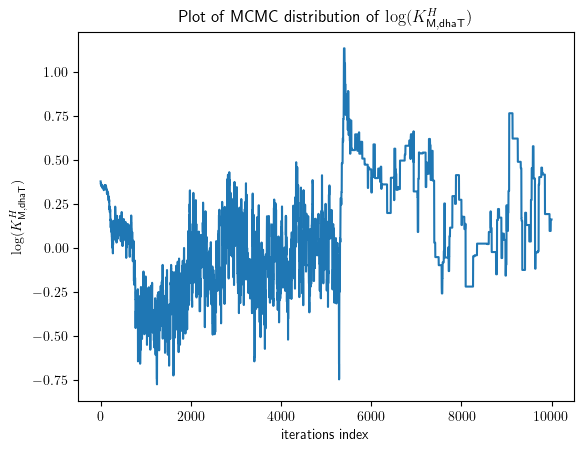 Plot of MCMC distribution of log(K^H_M,dhaT)
log(K^H_M,dhaT)
1.00
0.75
0.50
0.25
0.00
−0.25
−0.50
−0.75
0 2000 4000 6000 8000 10000
iterations index